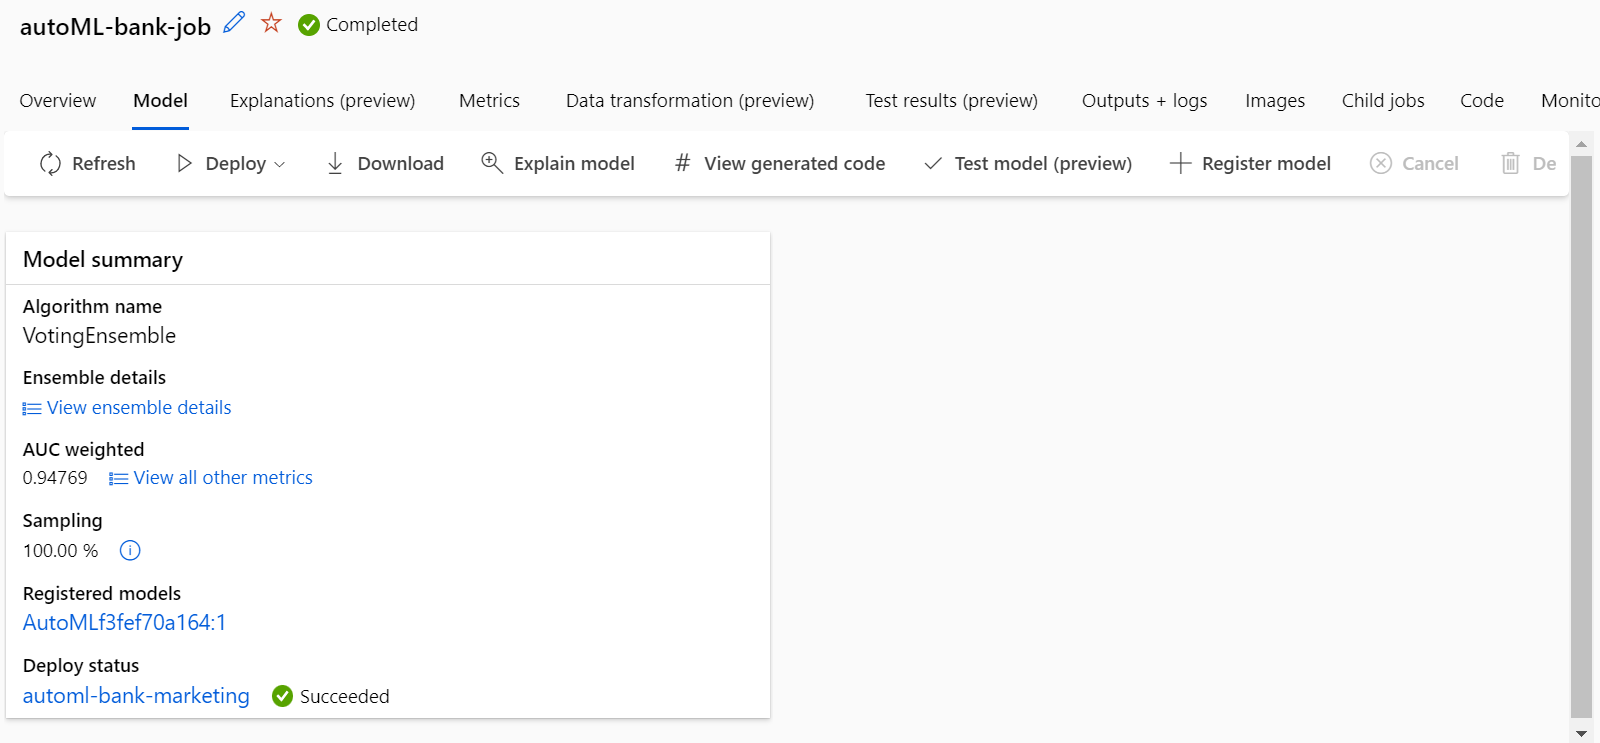 autoML-bank-job Completed
Overview Model Explanations (preview) Metrics Data transformation (preview) Test results (preview) Outputs + logs Images Child jobs Code Monito
Refresh Deploy Download Explain model # View generated code Test model (preview) Register model Cancel De
Model summary
Algorithm name
VotingEnsemble
Ensemble details
View ensemble details
AUC weighted
0.94769 View all other metrics
Sampling
100.00 %
Registered models
AutoMLf3fef70a164:1
Deploy status
automl-bank-marketing Succeeded